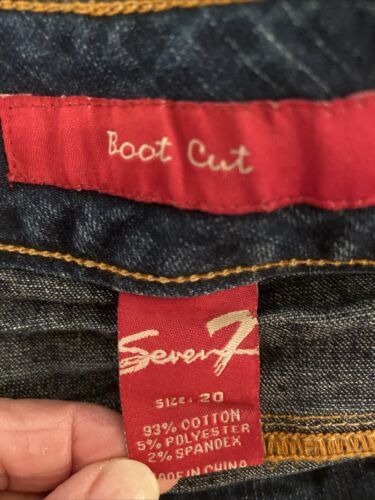 Boot Cut
Seven7
SIZE: 20
93% COTTON
5% POLYESTER
2% SPANDEX
MADE IN CHINA